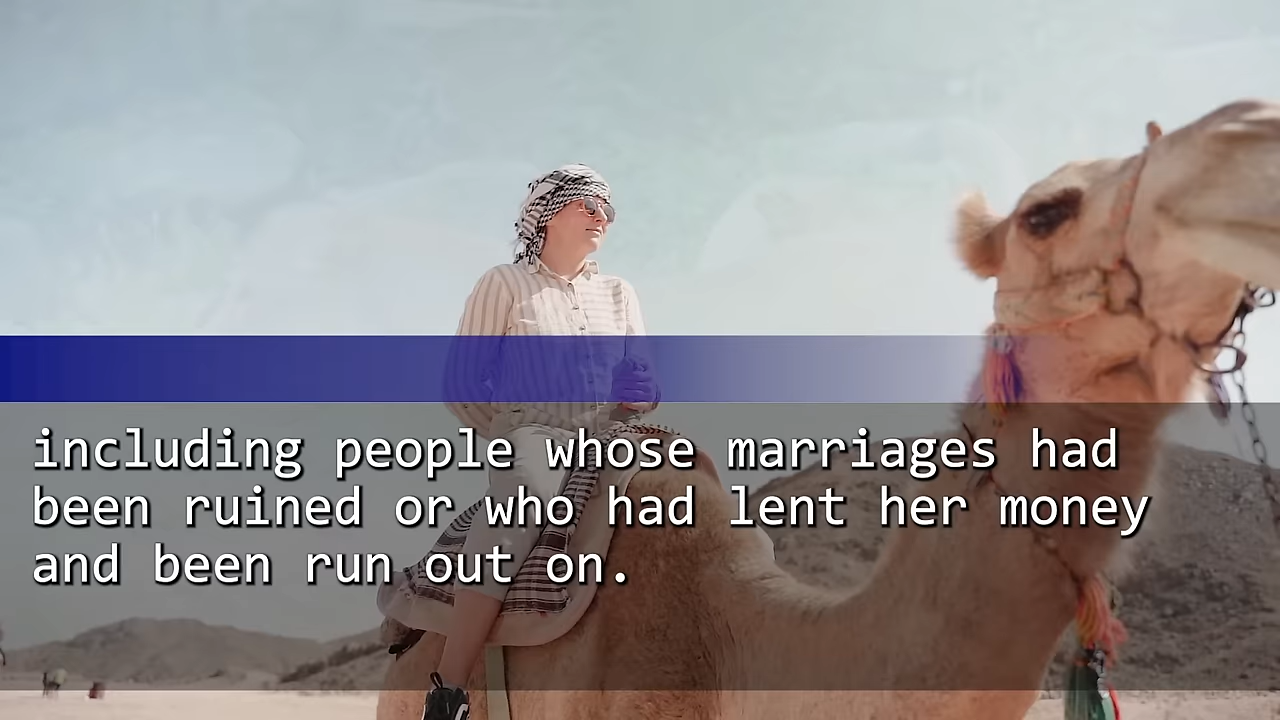 including people whose marriages had
been ruined or who had lent her money
and been run out on.